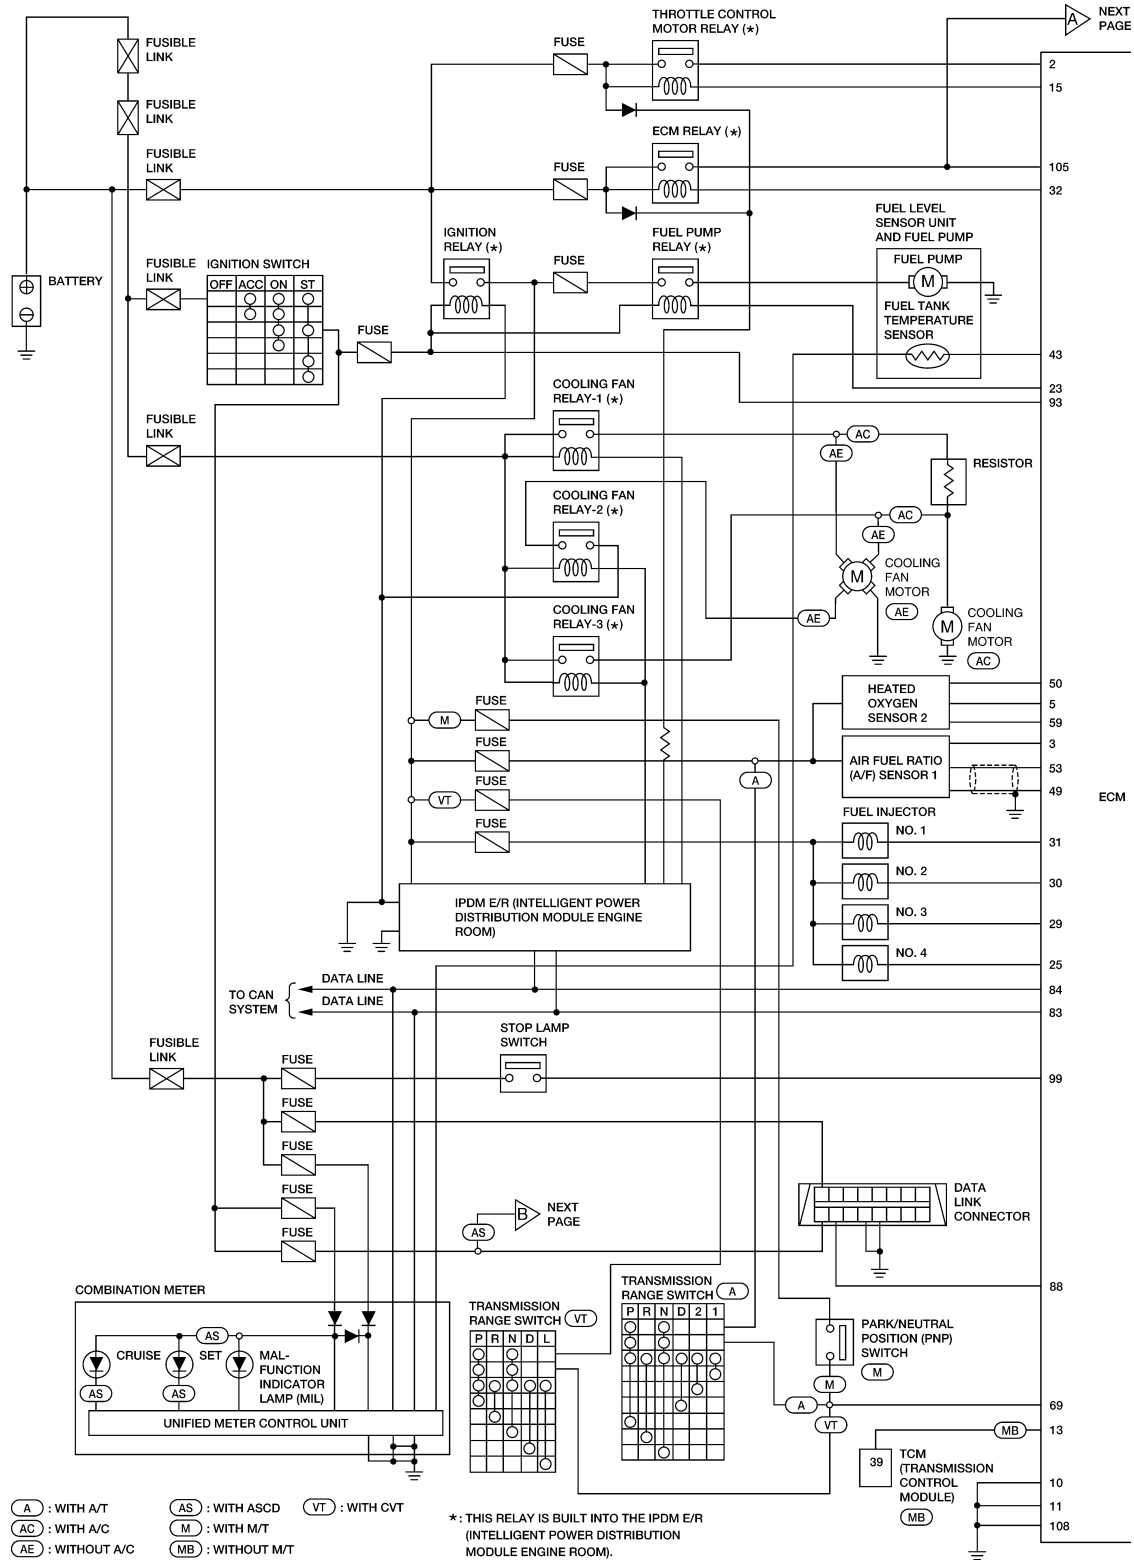 THROTTLE CONTROL
MOTOR RELAY (*)
A
NEXT
PAGE
FUSIBLE
LINK
FUSE
2
15
FUSIBLE
LINK
ECM RELAY (*)
FUSIBLE
LINK
FUSE
105
32
FUEL LEVEL
SENSOR UNIT
AND FUEL PUMP
IGNITION
RELAY (*)
FUEL PUMP
RELAY (*)
FUSE
FUEL PUMP
M
BATTERY
FUSIBLE
LINK
IGNITION SWITCH
OFF ACC ON ST
FUSE
FUEL TANK
TEMPERATURE
SENSOR
43
23
93
COOLING FAN
RELAY-1 (*)
FUSIBLE
LINK
AC
AE
RESISTOR
COOLING FAN
RELAY-2 (*)
AC
AE
M
COOLING
FAN
MOTOR
AE
COOLING FAN
RELAY-3 (*)
AE
M
COOLING
FAN
MOTOR
AC
FUSE
M
HEATED
OXYGEN
SENSOR 2
50
5
59
FUSE
A
AIR FUEL RATIO
(A/F) SENSOR 1
3
53
49
ECM
FUSE
VT
FUSE
FUEL INJECTOR
NO. 1
31
NO. 2
30
NO. 3
29
NO. 4
25
IPDM E/R (INTELLIGENT POWER
DISTRIBUTION MODULE ENGINE
ROOM)
TO CAN
SYSTEM
DATA LINE
84
DATA LINE
83
STOP LAMP
SWITCH
FUSIBLE
LINK
FUSE
99
FUSE
FUSE
DATA
LINK
CONNECTOR
FUSE
B
NEXT
PAGE
AS
FUSE
88
COMBINATION METER
AS
CRUISE
SET
MAL-
FUNCTION
INDICATOR
LAMP (MIL)
AS
AS
UNIFIED METER CONTROL UNIT
TRANSMISSION
RANGE SWITCH
VT
P R N D L
TRANSMISSION
RANGE SWITCH
A
P R N D 2 1
PARK/NEUTRAL
POSITION (PNP)
SWITCH
M
M
A
69
VT
MB
13
39
TCM
(TRANSMISSION
CONTROL
MODULE)
MB
10
11
108
A : WITH A/T
AS : WITH ASCD
VT : WITH CVT
AC : WITH A/C
M : WITH M/T
AE : WITHOUT A/C
MB : WITHOUT M/T
*: THIS RELAY IS BUILT INTO THE IPDM E/R
(INTELLIGENT POWER DISTRIBUTION
MODULE ENGINE ROOM).